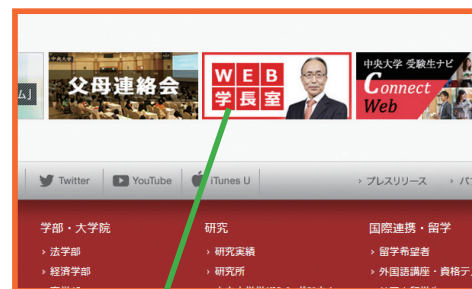 ム」
父母連絡会
WEB
学長室
中央大学 受験生ナビ
Connect
Web
Twitter
YouTube
iTunes U
› プレスリリース
学部・大学院
研究
国際連携・留学
› 法学部
› 研究実績
› 留学希望者
› 経済学部
› 研究所
› 外国語講座・資格テ